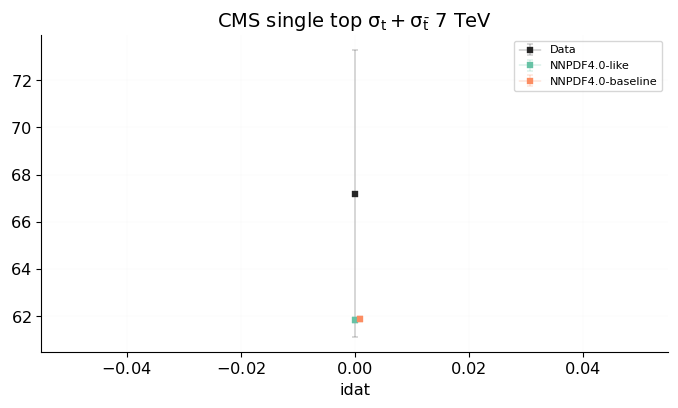 CMS single top σt + σt̄ 7 TeV
Data
NNPDF4.0-like
NNPDF4.0-baseline
72
70
68
66
64
62
−0.04
−0.02
0.00
0.02
0.04
idat